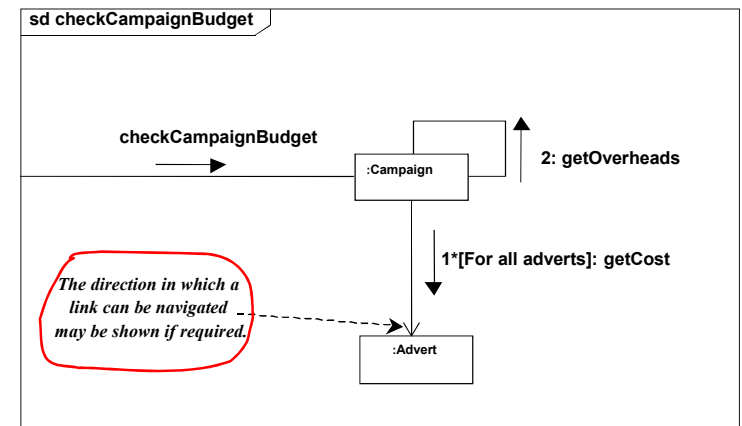 sd checkCampaignBudget
checkCampaignBudget
:Campaign
2: getOverheads
1*[For all adverts]: getCost
The direction in which a
link can be navigated
may be shown if required.
:Advert